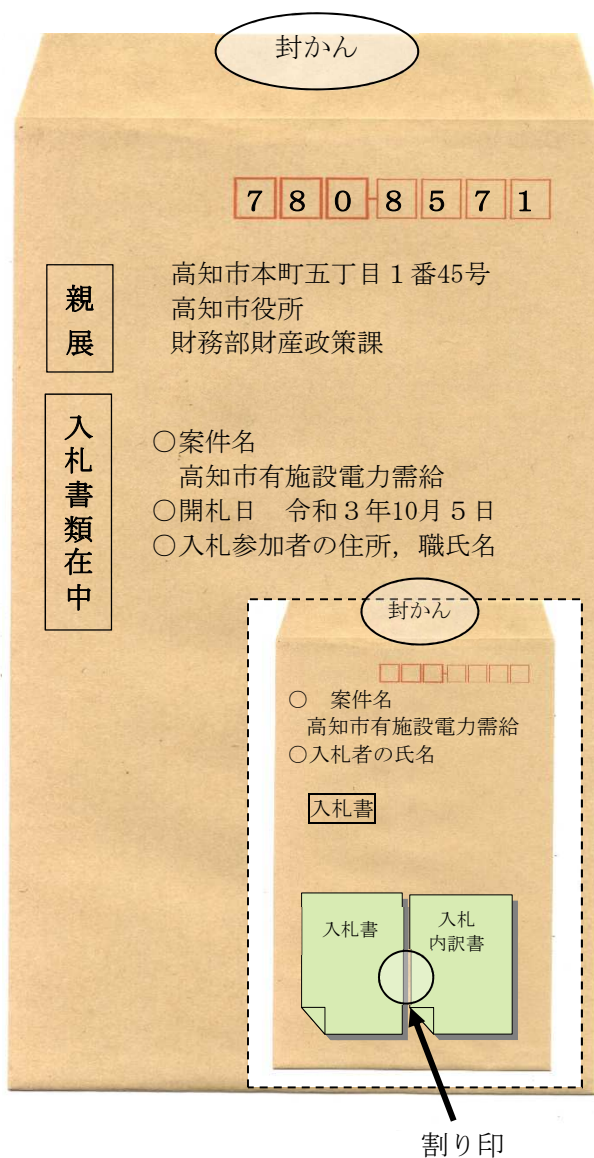 封かん
７８０８５７１
高知市本町五丁目１番45号
高知市役所
財務部財産政策課
親展
入札書類在中
○案件名
高知市有施設電力需給
○開札日　令和３年10月５日
○入札参加者の住所，職氏名
封かん
○　案件名
高知市有施設電力需給
○入札者の氏名
入札書
入札書
入札
内訳書
割り印